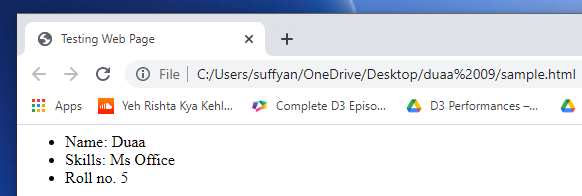 Testing Web Page
File C:/Users/suffyan/OneDrive/Desktop/duaa%2009/sample.html
Apps Yeh Rishta Kya Kehl... Complete D3 Episo... D3 Performances –...
Name: Duaa
Skills: Ms Office
Roll no. 5